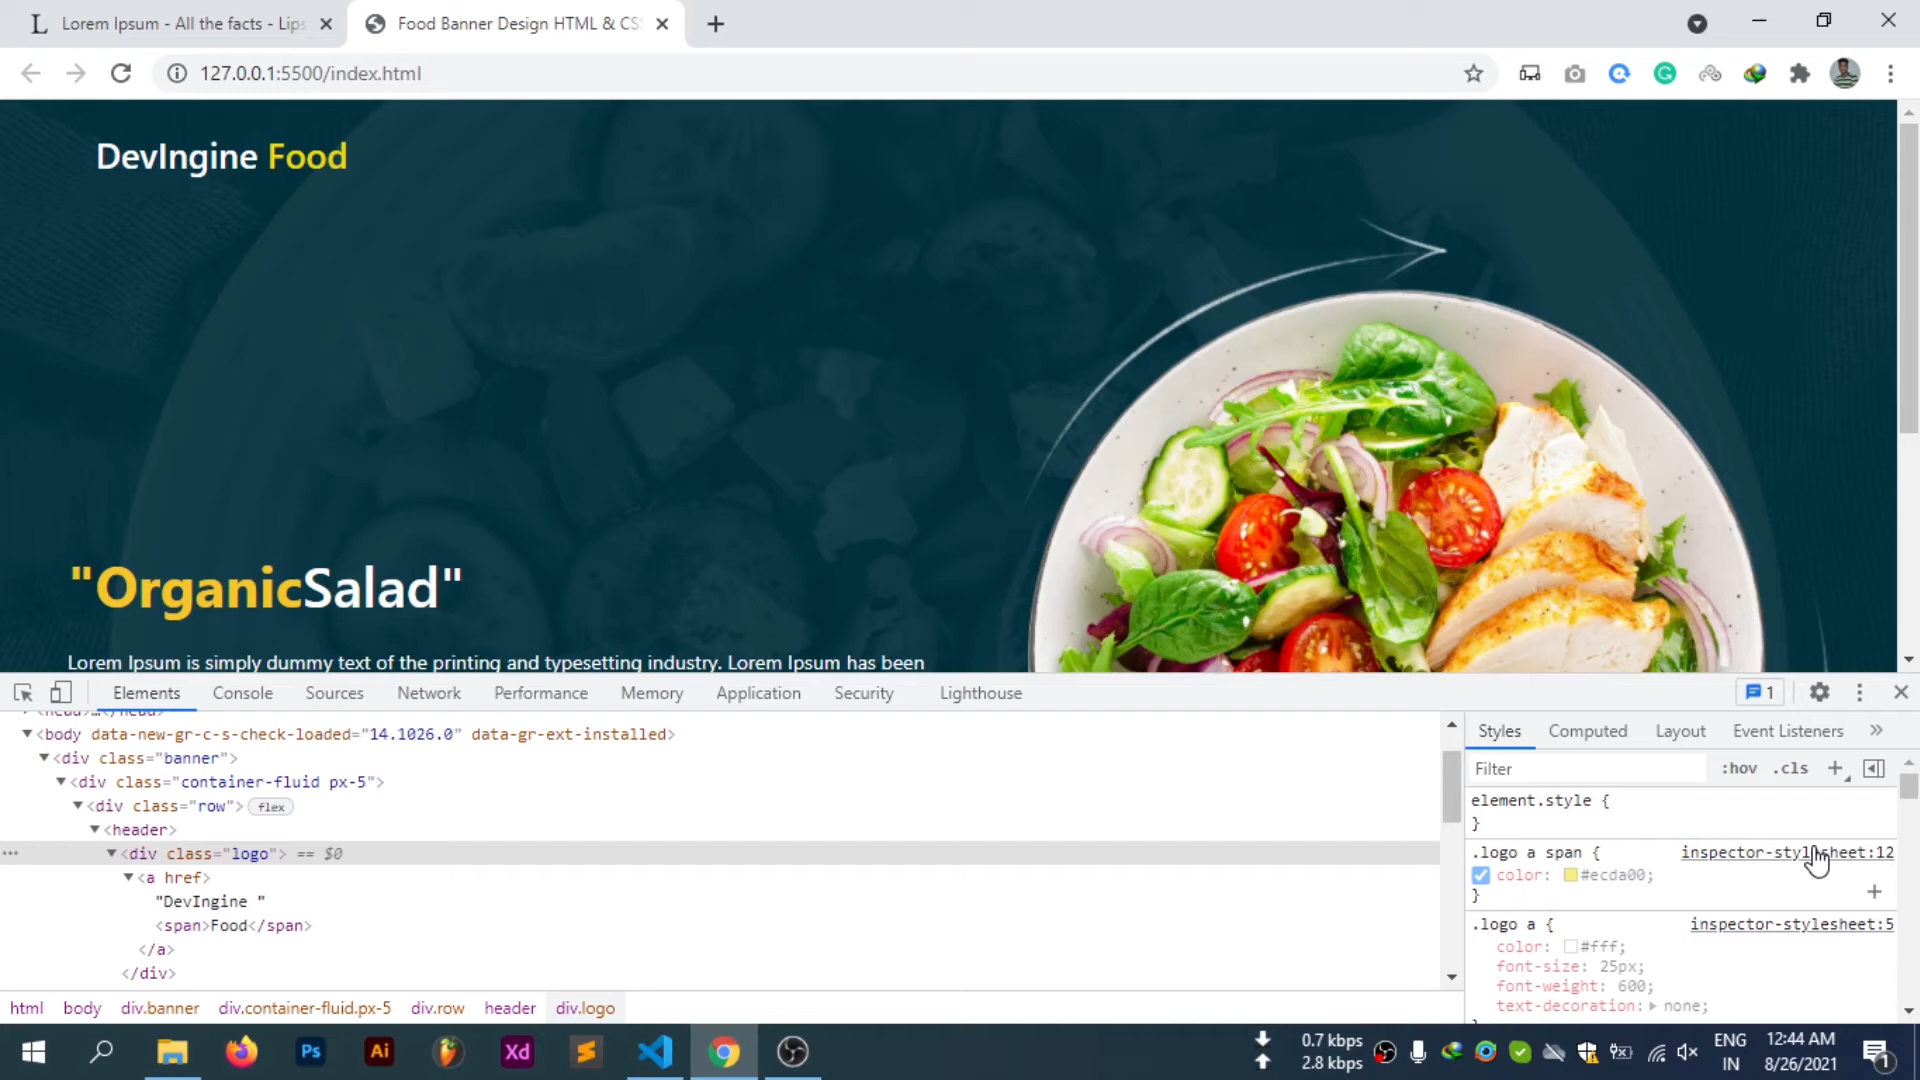 L Lorem Ipsum - All the facts - Lips
Food Banner Design HTML & CS
127.0.0.1:5500/index.html
DevIngine Food
"OrganicSalad"
Lorem Ipsum is simply dummy text of the printing and typesetting industry. Lorem Ipsum has been
Elements Console Sources Network Performance Memory Application Security Lighthouse 1
<body data-new-gr-c-s-check-loaded="14.1026.0" data-gr-ext-installed>
<div class="banner">
<div class="container-fluid px-5">
<div class="row"> flex
<header>
<div class="logo"> == $0
<a href>
"DevIngine "
<span>Food</span>
</a>
</div>
html body div.banner div.container-fluid.px-5 div.row header div.logo
Styles Computed Layout Event Listeners »
Filter :hov .cls +
element.style {
}
.logo a span { inspector-stylesheet:12
color: #ecda00;
}
.logo a { inspector-stylesheet:5
color: #fff;
font-size: 25px;
font-weight: 600;
text-decoration: none;
Ps Ai Xd
0.7 kbps
2.8 kbps
ENG
IN
12:44 AM
8/26/2021
1